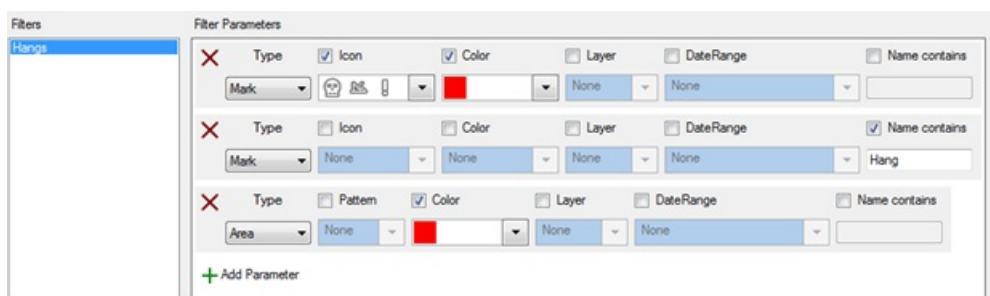 Filters Filter Parameters
Hangs
Type Icon Color Layer DateRange Name contains
Mark None None
Type Icon Color Layer DateRange Name contains
Mark None None None None Hang
Type Pattern Color Layer DateRange Name contains
Area None None None
Add Parameter